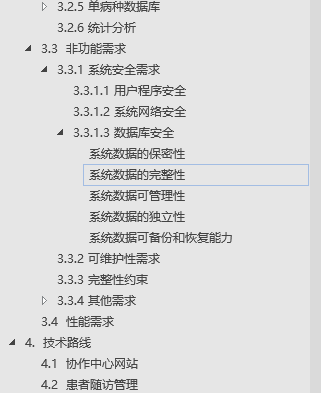 3.2.5 单病种数据库
3.2.6 统计分析
3.3 非功能需求
3.3.1 系统安全需求
3.3.1.1 用户程序安全
3.3.1.2 系统网络安全
3.3.1.3 数据库安全
系统数据的保密性
系统数据的完整性
系统数据可管理性
系统数据的独立性
系统数据可备份和恢复能力
3.3.2 可维护性需求
3.3.3 完整性约束
3.3.4 其他需求
3.4 性能需求
4. 技术路线
4.1 协作中心网站
4.2 患者随访管理